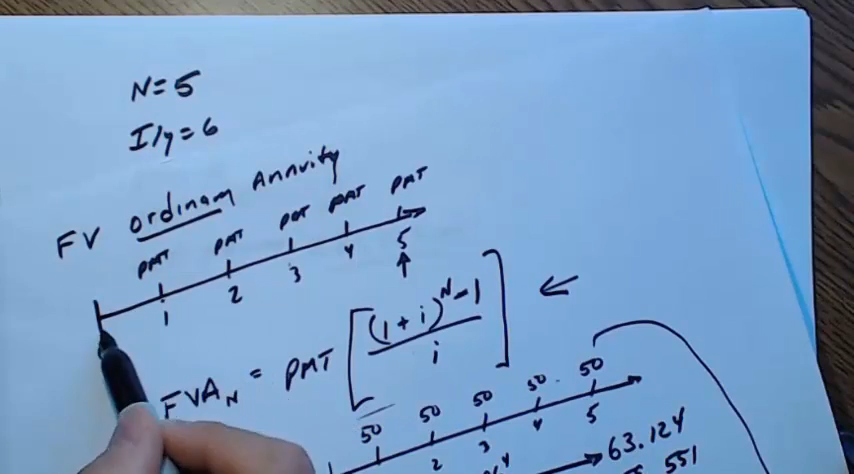 N=5
I/y=6
FV ordinary Annuity
PMT PMT PMT PMT PMT
1 2 3 4 5
FVA_N = PMT [ (1 + i)^N - 1 / i ]
50 50 50 50 50
2 3 4 5
63.124
551